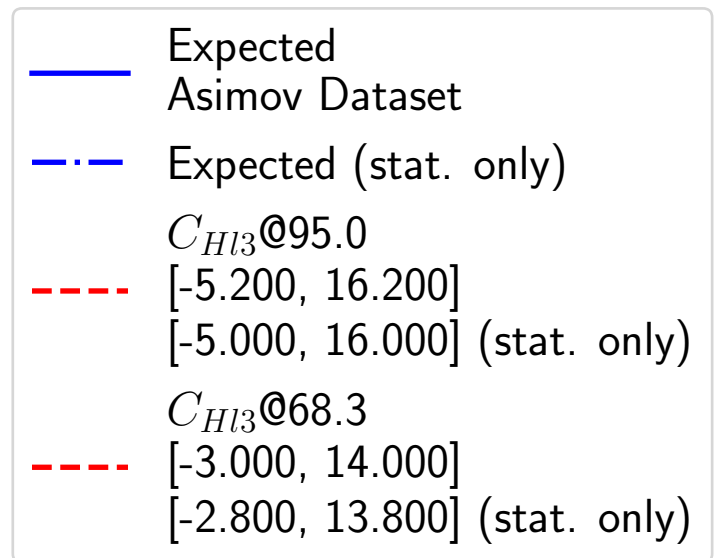 Expected
Asimov Dataset
Expected (stat. only)
C_{Hl3}@95.0
[-5.200, 16.200]
[-5.000, 16.000] (stat. only)
C_{Hl3}@68.3
[-3.000, 14.000]
[-2.800, 13.800] (stat. only)